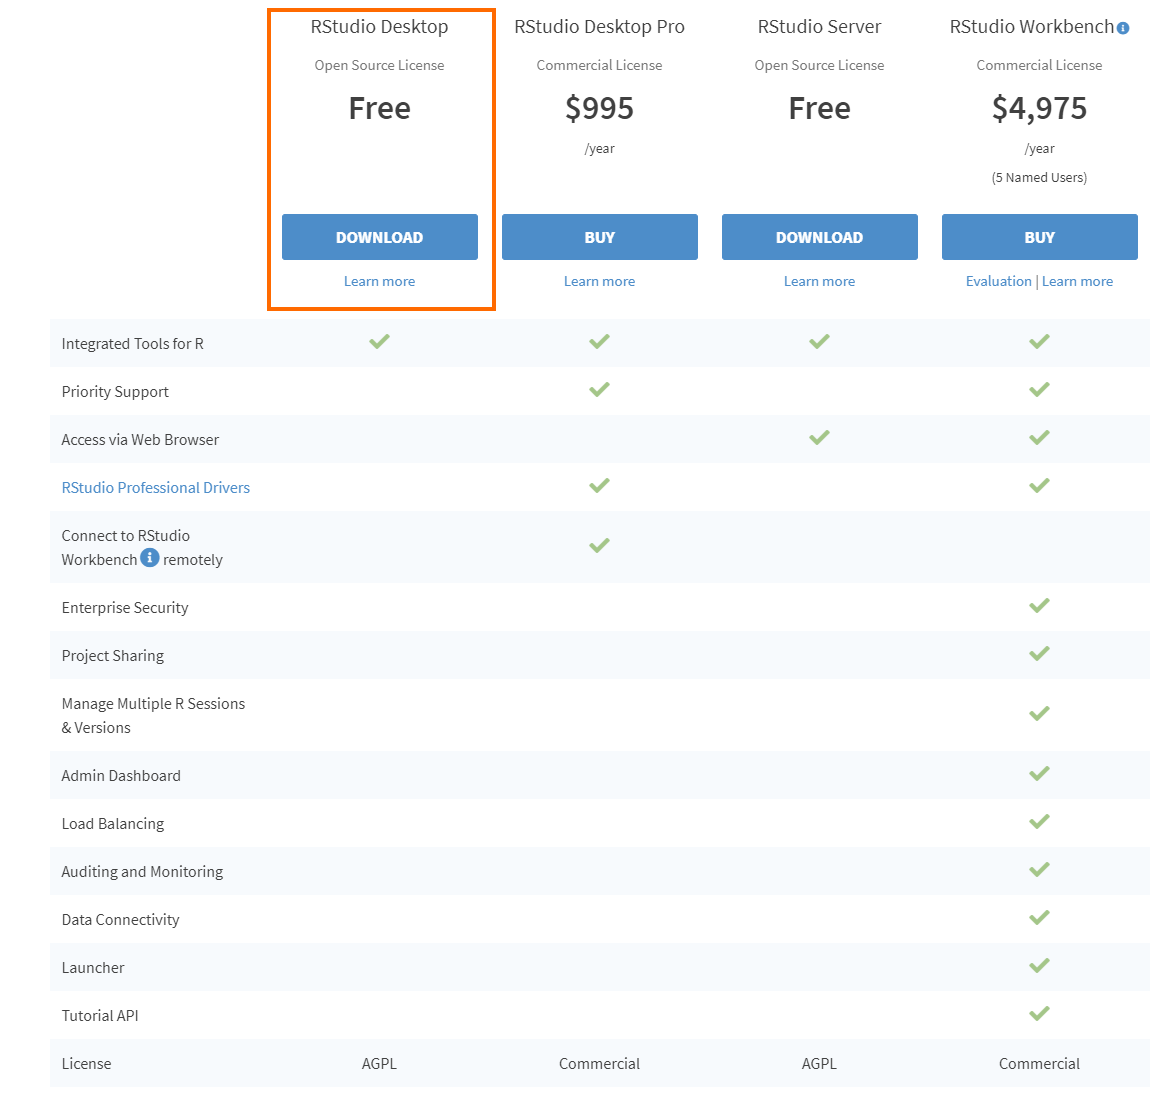 RStudio Desktop RStudio Desktop Pro RStudio Server RStudio Workbench
Open Source License Commercial License Open Source License Commercial License
Free $995 Free $4,975
/year /year
(5 Named Users)
DOWNLOAD BUY DOWNLOAD BUY
Learn more Learn more Learn more Evaluation | Learn more
Integrated Tools for R
Priority Support
Access via Web Browser
RStudio Professional Drivers
Connect to RStudio
Workbench i remotely
Enterprise Security
Project Sharing
Manage Multiple R Sessions
& Versions
Admin Dashboard
Load Balancing
Auditing and Monitoring
Data Connectivity
Launcher
Tutorial API
License AGPL Commercial AGPL Commercial